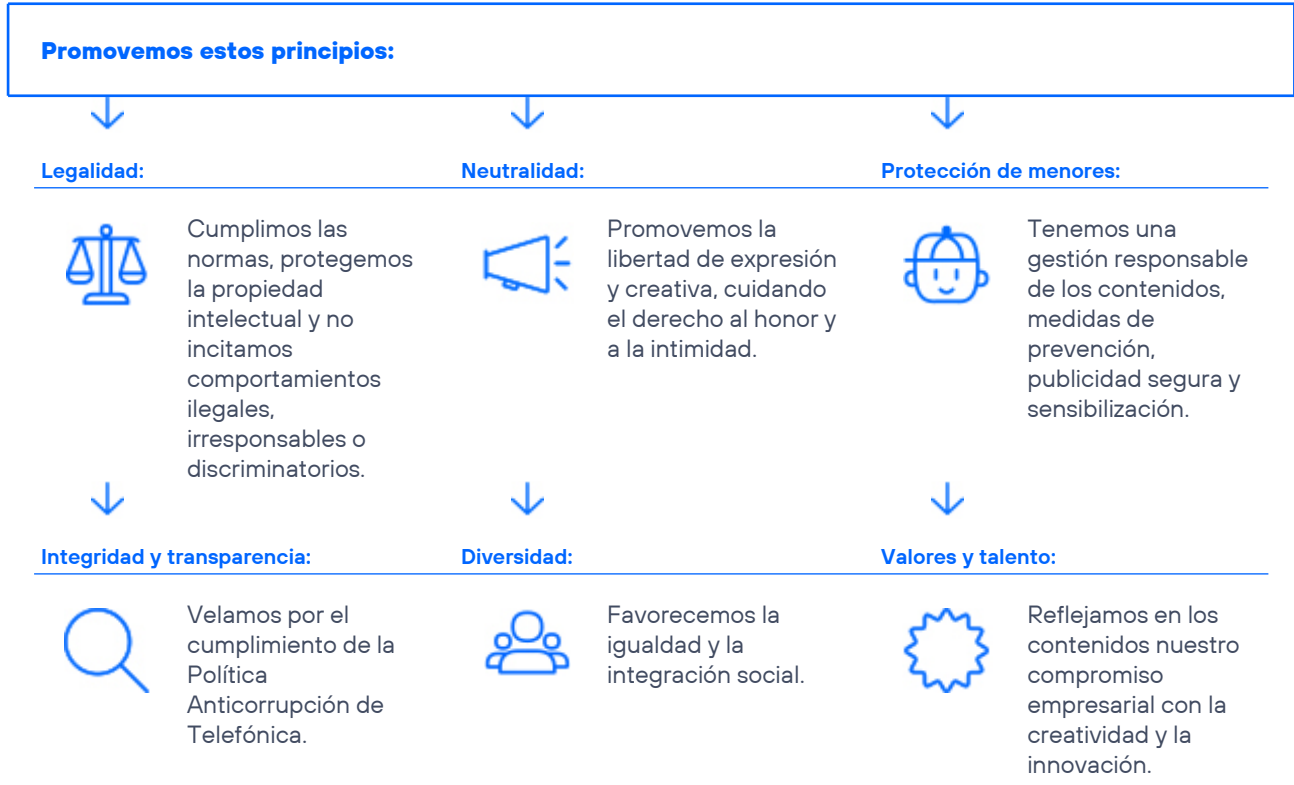 Promovemos estos principios:
Legalidad:
Cumplimos las
normas, protegemos
la propiedad
intelectual y no
incitamos
comportamientos
ilegales,
irresponsables o
discriminatorios.
Neutralidad:
Promovemos la
libertad de expresión
y creativa, cuidando
el derecho al honor y
a la intimidad.
Protección de menores:
Tenemos una
gestión responsable
de los contenidos,
medidas de
prevención,
publicidad segura y
sensibilización.
Integridad y transparencia:
Velamos por el
cumplimiento de la
Política
Anticorrupción de
Telefónica.
Diversidad:
Favorecemos la
igualdad y la
integración social.
Valores y talento:
Reflejamos en los
contenidos nuestro
compromiso
empresarial con la
creatividad y la
innovación.